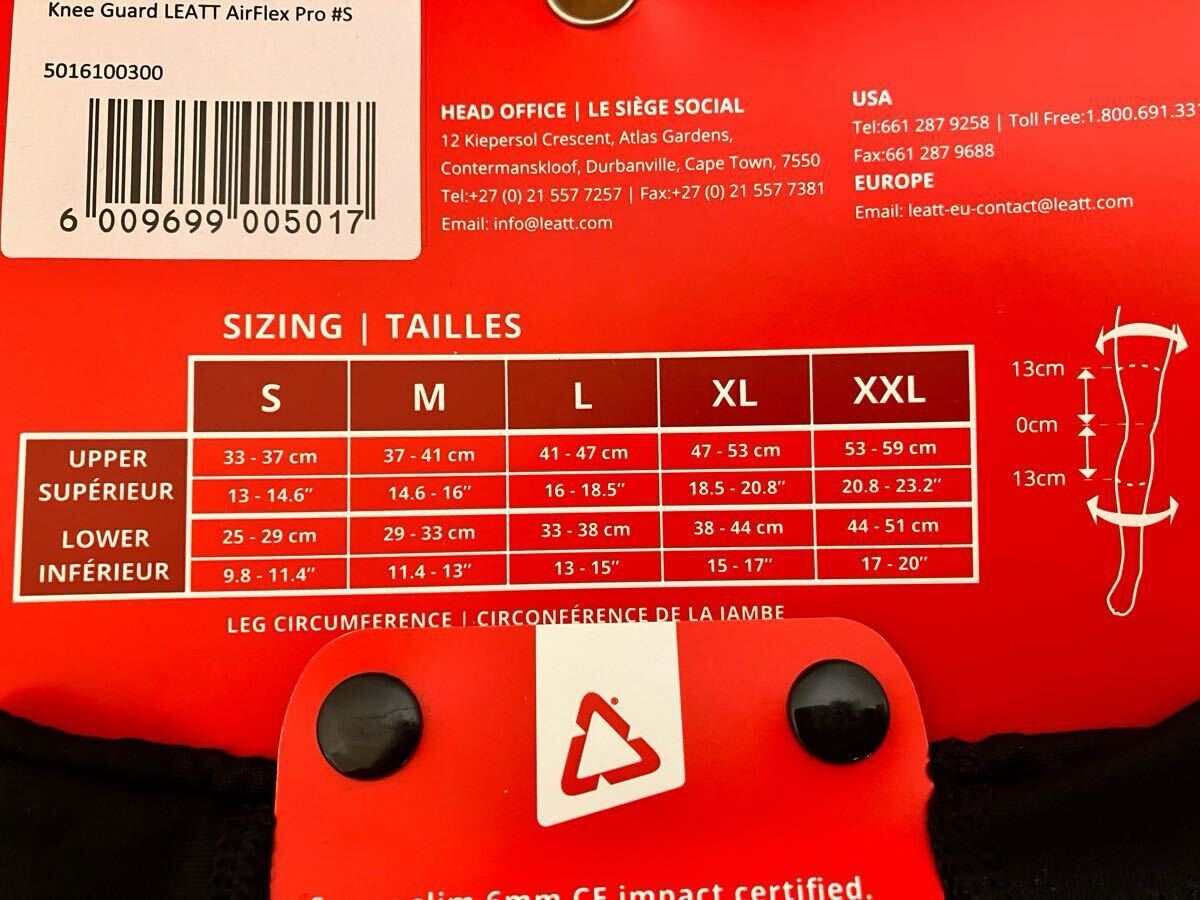 Knee Guard LEATT AirFlex Pro #S
5016100300
6 009699 005017
HEAD OFFICE | LE SIÈGE SOCIAL
12 Kiepersol Crescent, Atlas Gardens,
Contermanskloof, Durbanville, Cape Town, 7550
Tel:+27 (0) 21 557 7257 | Fax:+27 (0) 21 557 7381
Email: info@leatt.com
USA
Tel:661 287 9258 | Toll Free:1.800.691.331
Fax:661 287 9688
EUROPE
Email: leatt-eu-contact@leatt.com
SIZING | TAILLES
S M L XL XXL
UPPER 33 - 37 cm 37 - 41 cm 41 - 47 cm 47 - 53 cm 53 - 59 cm
SUPÉRIEUR 13 - 14.6” 14.6 - 16” 16 - 18.5” 18.5 - 20.8” 20.8 - 23.2”
LOWER 25 - 29 cm 29 - 33 cm 33 - 38 cm 38 - 44 cm 44 - 51 cm
INFÉRIEUR 9.8 - 11.4” 11.4 - 13” 13 - 15” 15 - 17” 17 - 20”
LEG CIRCUMFERENCE | CIRCONFÉRENCE DE LA JAMBE
13cm
0cm
13cm
slim 6mm CE impact certified.